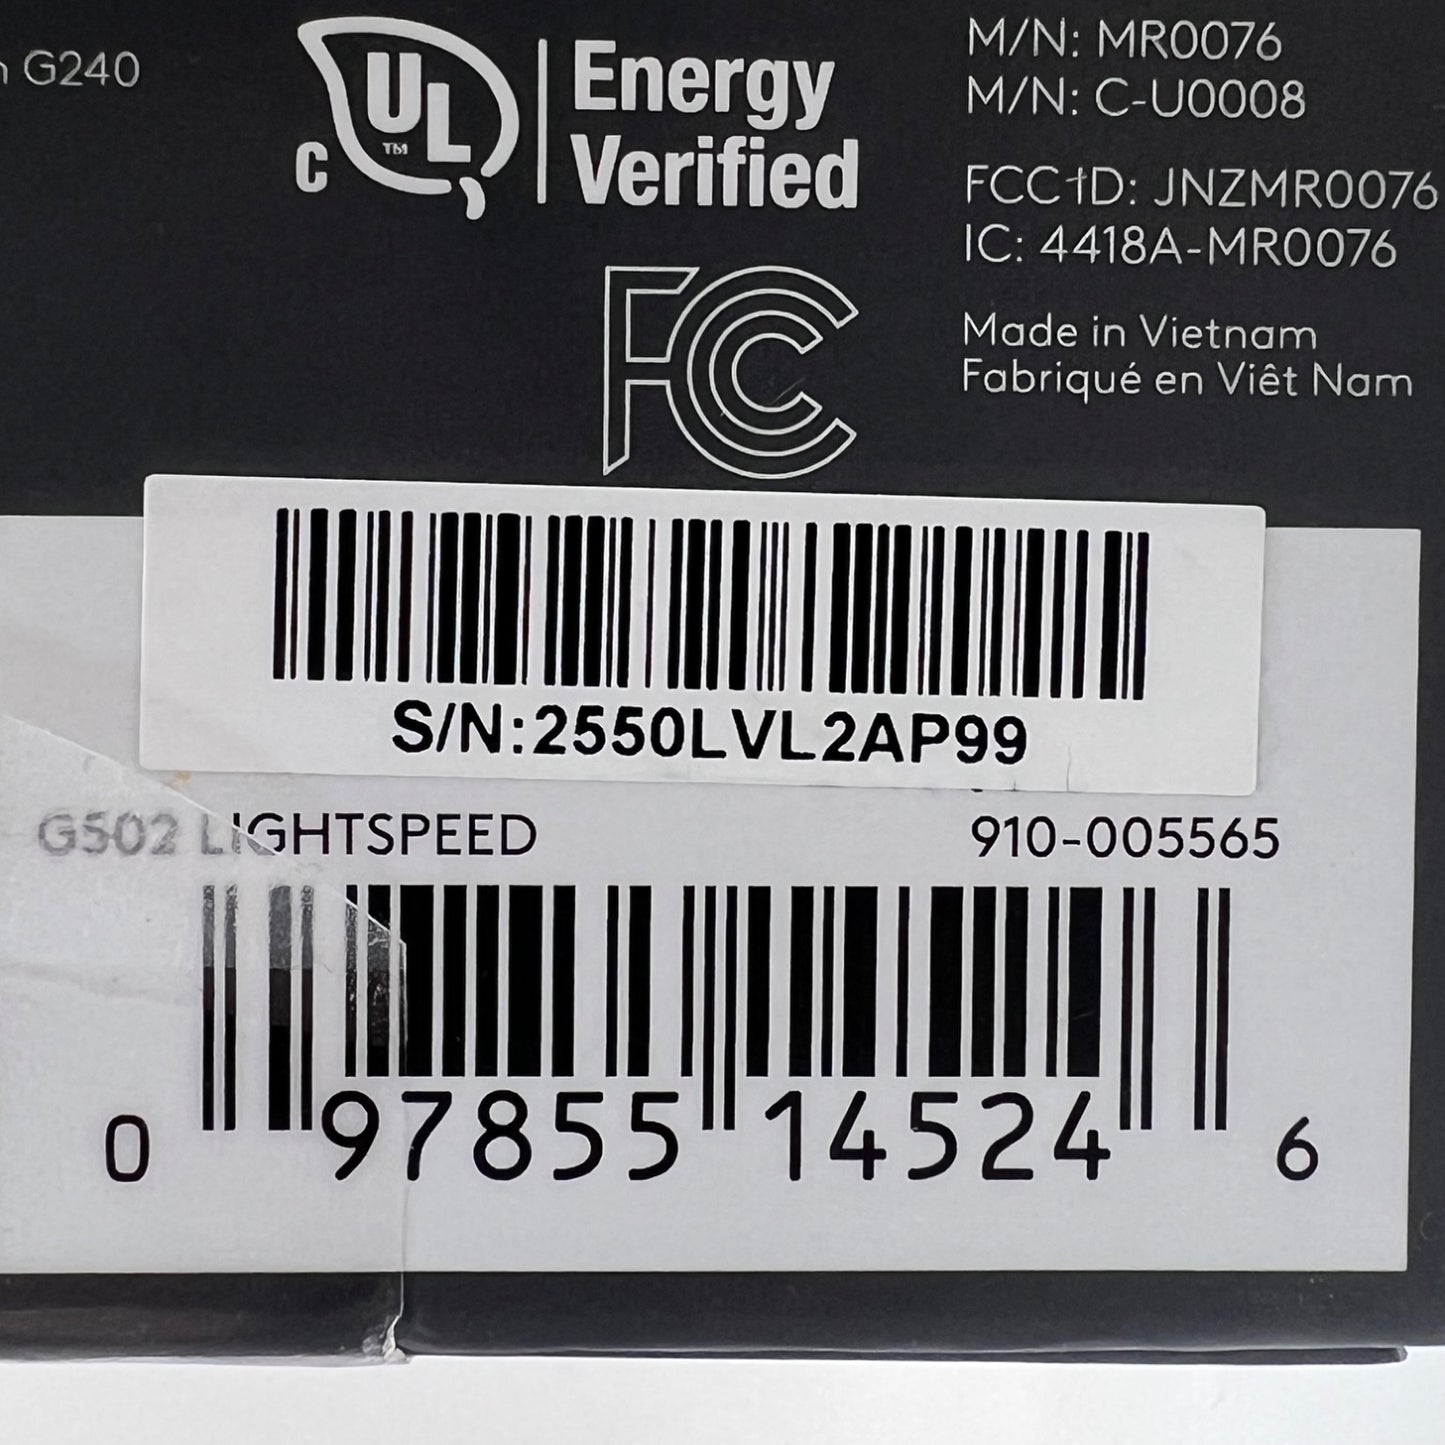 G240
C UL TM Energy
Verified
M/N: MR0076
M/N: C-U0008
FCC ID: JNZMR0076
IC: 4418A-MR0076
FC
Made in Vietnam
Fabriqué en Viêt Nam
S/N:2550LVL2AP99
G502 LIGHTSPEED
910-005565
0 97855 14524 6